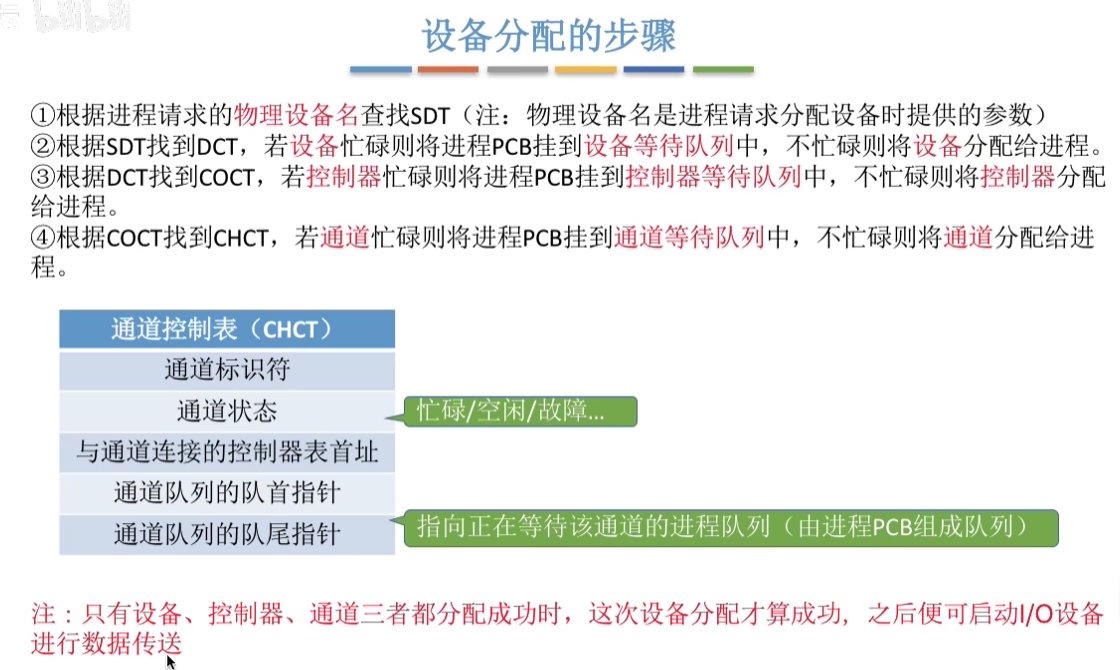 bilibili
设备分配的步骤
①根据进程请求的物理设备名查找SDT（注：物理设备名是进程请求分配设备时提供的参数）
②根据SDT找到DCT，若设备忙碌则将进程PCB挂到设备等待队列中，不忙碌则将设备分配给进程。
③根据DCT找到COCT，若控制器忙碌则将进程PCB挂到控制器等待队列中，不忙碌则将控制器分配
给进程。
④根据COCT找到CHCT，若通道忙碌则将进程PCB挂到通道等待队列中，不忙碌则将通道分配给进
程。
通道控制表（CHCT）
通道标识符
通道状态
忙碌/空闲/故障...
与通道连接的控制器表首址
通道队列的队首指针
通道队列的队尾指针
指向正在等待该通道的进程队列（由进程PCB组成队列）
注：只有设备、控制器、通道三者都分配成功时，这次设备分配才算成功，之后便可启动I/O设备
进行数据传送